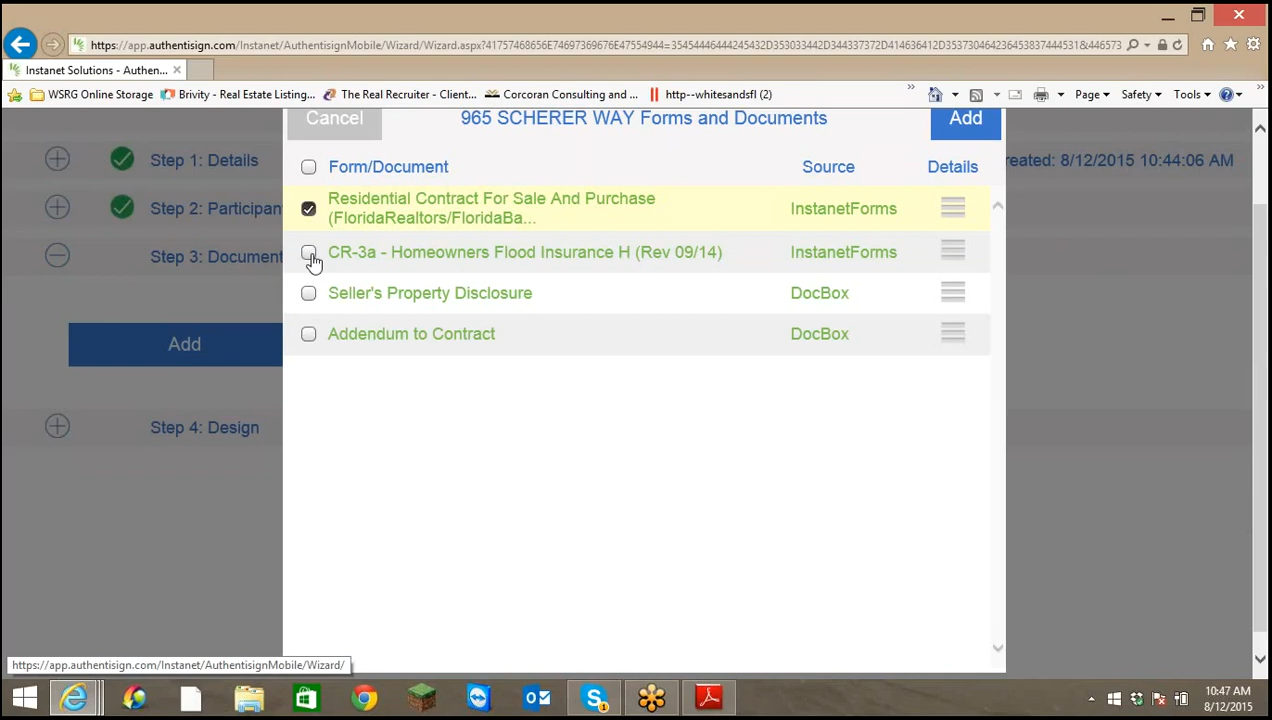 https://app.authentisign.com/Instanet/AuthentisignMobile/Wizard/Wizard.aspx?41757468656E74697369676E47554944=35454446444245432D353033442D344337372D414636412D353730464236453837444531&446573
Instanet Solutions - Authen...
WSRG Online Storage
Brivity - Real Estate Listing...
The Real Recruiter - Client...
Corcoran Consulting and ...
http--whitesandsfl (2)
Page
Safety
Tools
Cancel
965 SCHERER WAY Forms and Documents
Add
Step 1: Details
reated: 8/12/2015 10:44:06 AM
Form/Document
Source
Details
Step 2: Participan
Residential Contract For Sale And Purchase
(FloridaRealtors/FloridaBa...
InstanetForms
Step 3: Document
CR-3a - Homeowners Flood Insurance H (Rev 09/14)
InstanetForms
Seller's Property Disclosure
DocBox
Add
Addendum to Contract
DocBox
Step 4: Design
https://app.authentisign.com/Instanet/AuthentisignMobile/Wizard/
10:47 AM
8/12/2015